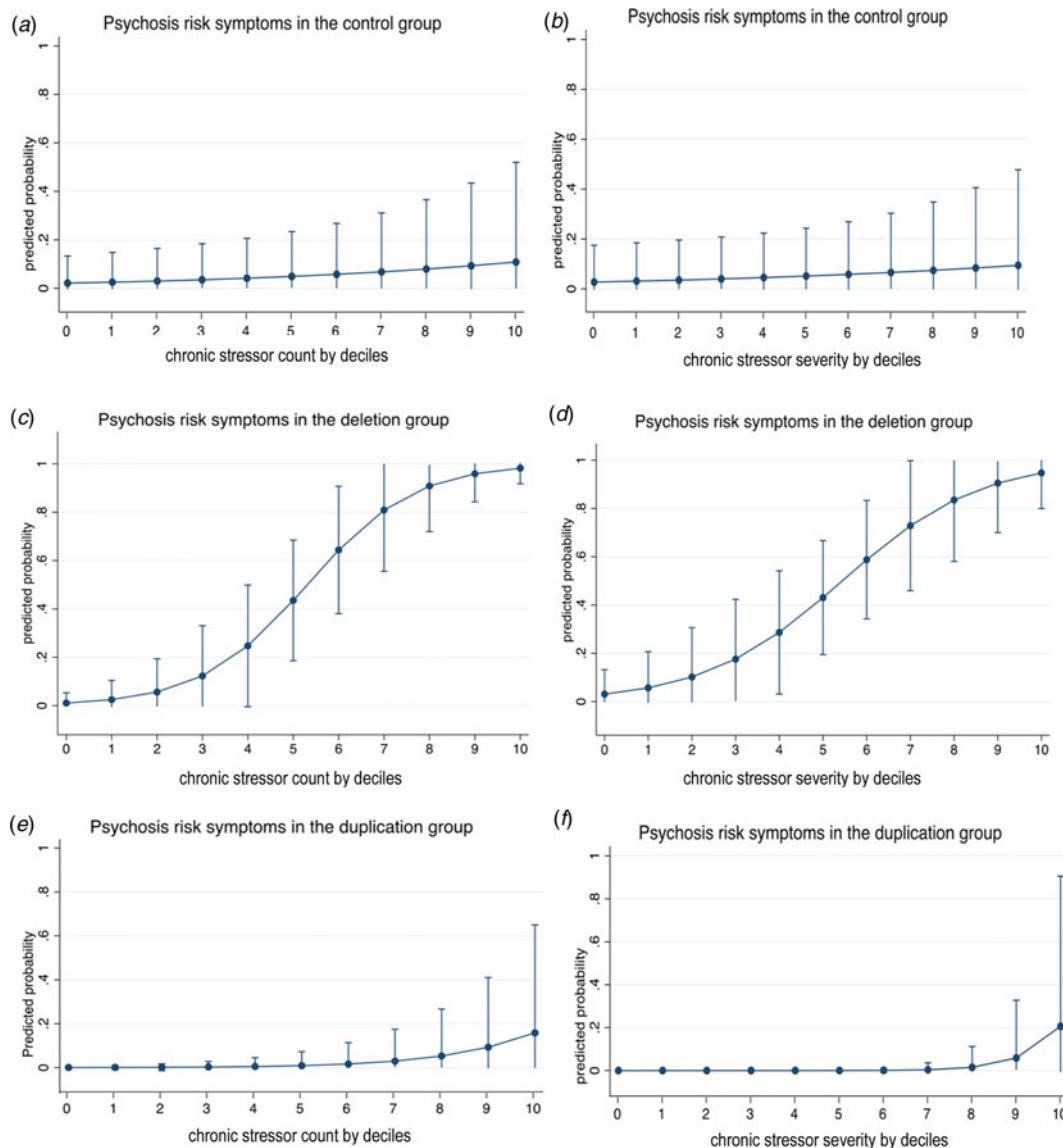 (a)
Psychosis risk symptoms in the control group
predicted probability
1
.8
.6
.4
.2
0
0 1 2 3 4 5 6 7 8 9 10
chronic stressor count by deciles
(b)
Psychosis risk symptoms in the control group
predicted probability
1
.8
.6
.4
.2
0
0 1 2 3 4 5 6 7 8 9 10
chronic stressor severity by deciles
(c)
Psychosis risk symptoms in the deletion group
predicted probability
1
.8
.6
.4
.2
0
0 1 2 3 4 5 6 7 8 9 10
chronic stressor count by deciles
(d)
Psychosis risk symptoms in the deletion group
predicted probability
1
.8
.6
.4
.2
0
0 1 2 3 4 5 6 7 8 9 10
chronic stressor severity by deciles
(e)
Psychosis risk symptoms in the duplication group
Predicted probability
1
.8
.6
.4
.2
0
0 1 2 3 4 5 6 7 8 9 10
chronic stressor count by deciles
(f)
Psychosis risk symptoms in the duplication group
predicted probability
1
.8
.6
.4
.2
0
0 1 2 3 4 5 6 7 8 9 10
chronic stressor severity by deciles